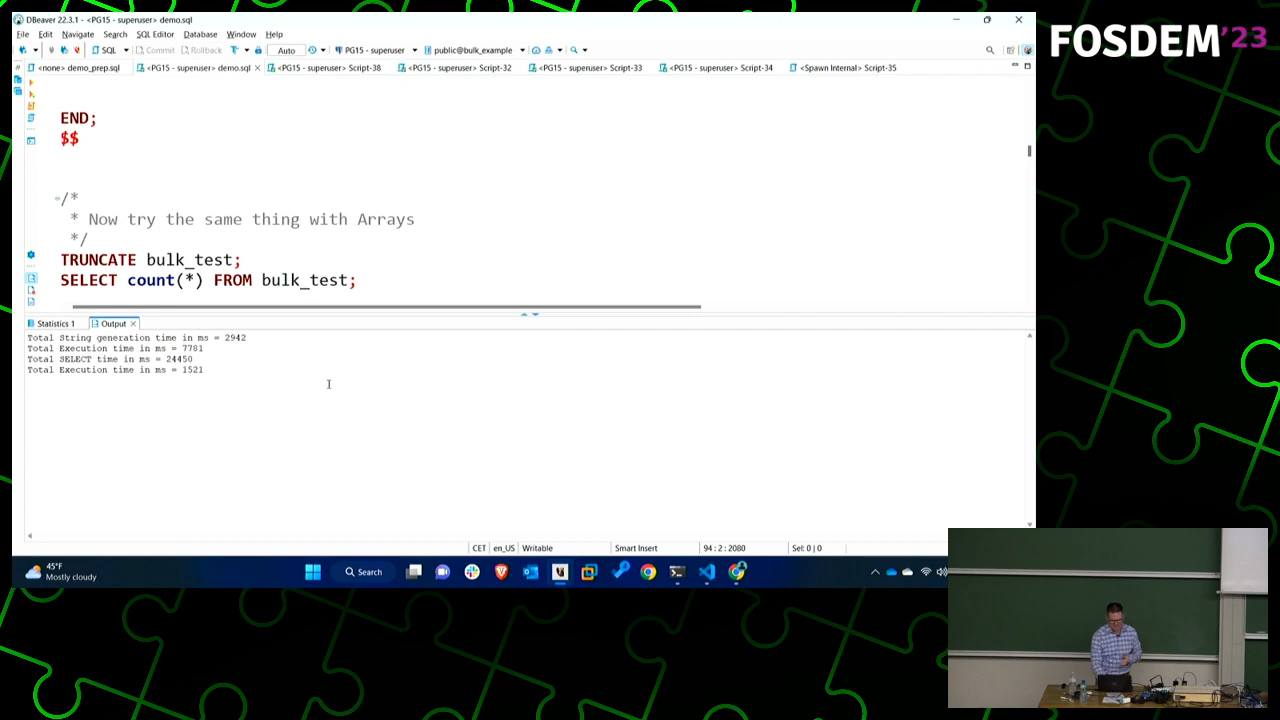 DBeaver 22.3.1 - <PG15 - superuser> demo.sql
FOSDEM'23
File Edit Navigate Search SQL Editor Database Window Help
SQL Commit Rollback Auto PG15 - superuser public@bulk_example
<none> demo_prep.sql <PG15 - superuser> demo.sql <PG15 - superuser> Script-38 <PG15 - superuser> Script-32 <PG15 - superuser> Script-33 <PG15 - superuser> Script-34 <Spawn Internal> Script-35
END;
$$
/*
* Now try the same thing with Arrays
*/
TRUNCATE bulk_test;
SELECT count(*) FROM bulk_test;
Statistics 1 Output
Total String generation time in ms = 2942
Total Execution time in ms = 7781
Total SELECT time in ms = 24450
Total Execution time in ms = 1521
CET en_US Writable Smart Insert 94 : 2 : 2080 Sel: 0 | 0
45°F
Mostly cloudy
Search